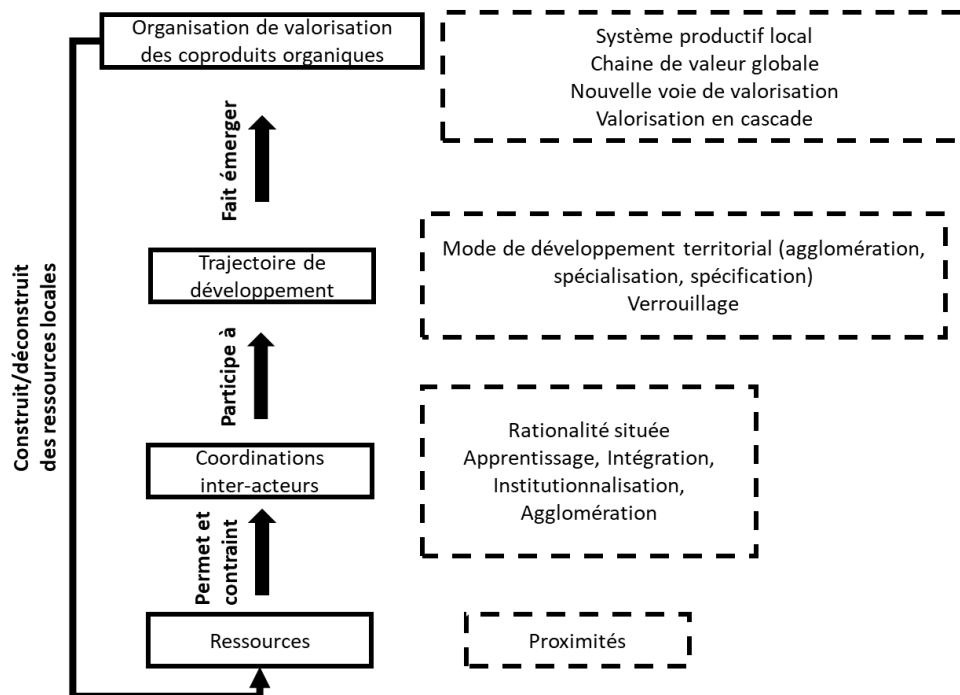 Organisation de valorisation
des coproduits organiques
Système productif local
Chaine de valeur globale
Nouvelle voie de valorisation
Valorisation en cascade
Fait émerger
Trajectoire de
développement
Mode de développement territorial (agglomération,
spécialisation, spécification)
Verrouillage
Construit/déconstruit
des ressources locales
Participe à
Coordinations
inter-acteurs
Rationalité située
Apprentissage, Intégration,
Institutionnalisation,
Agglomération
Permet et
contraint
Ressources
Proximités